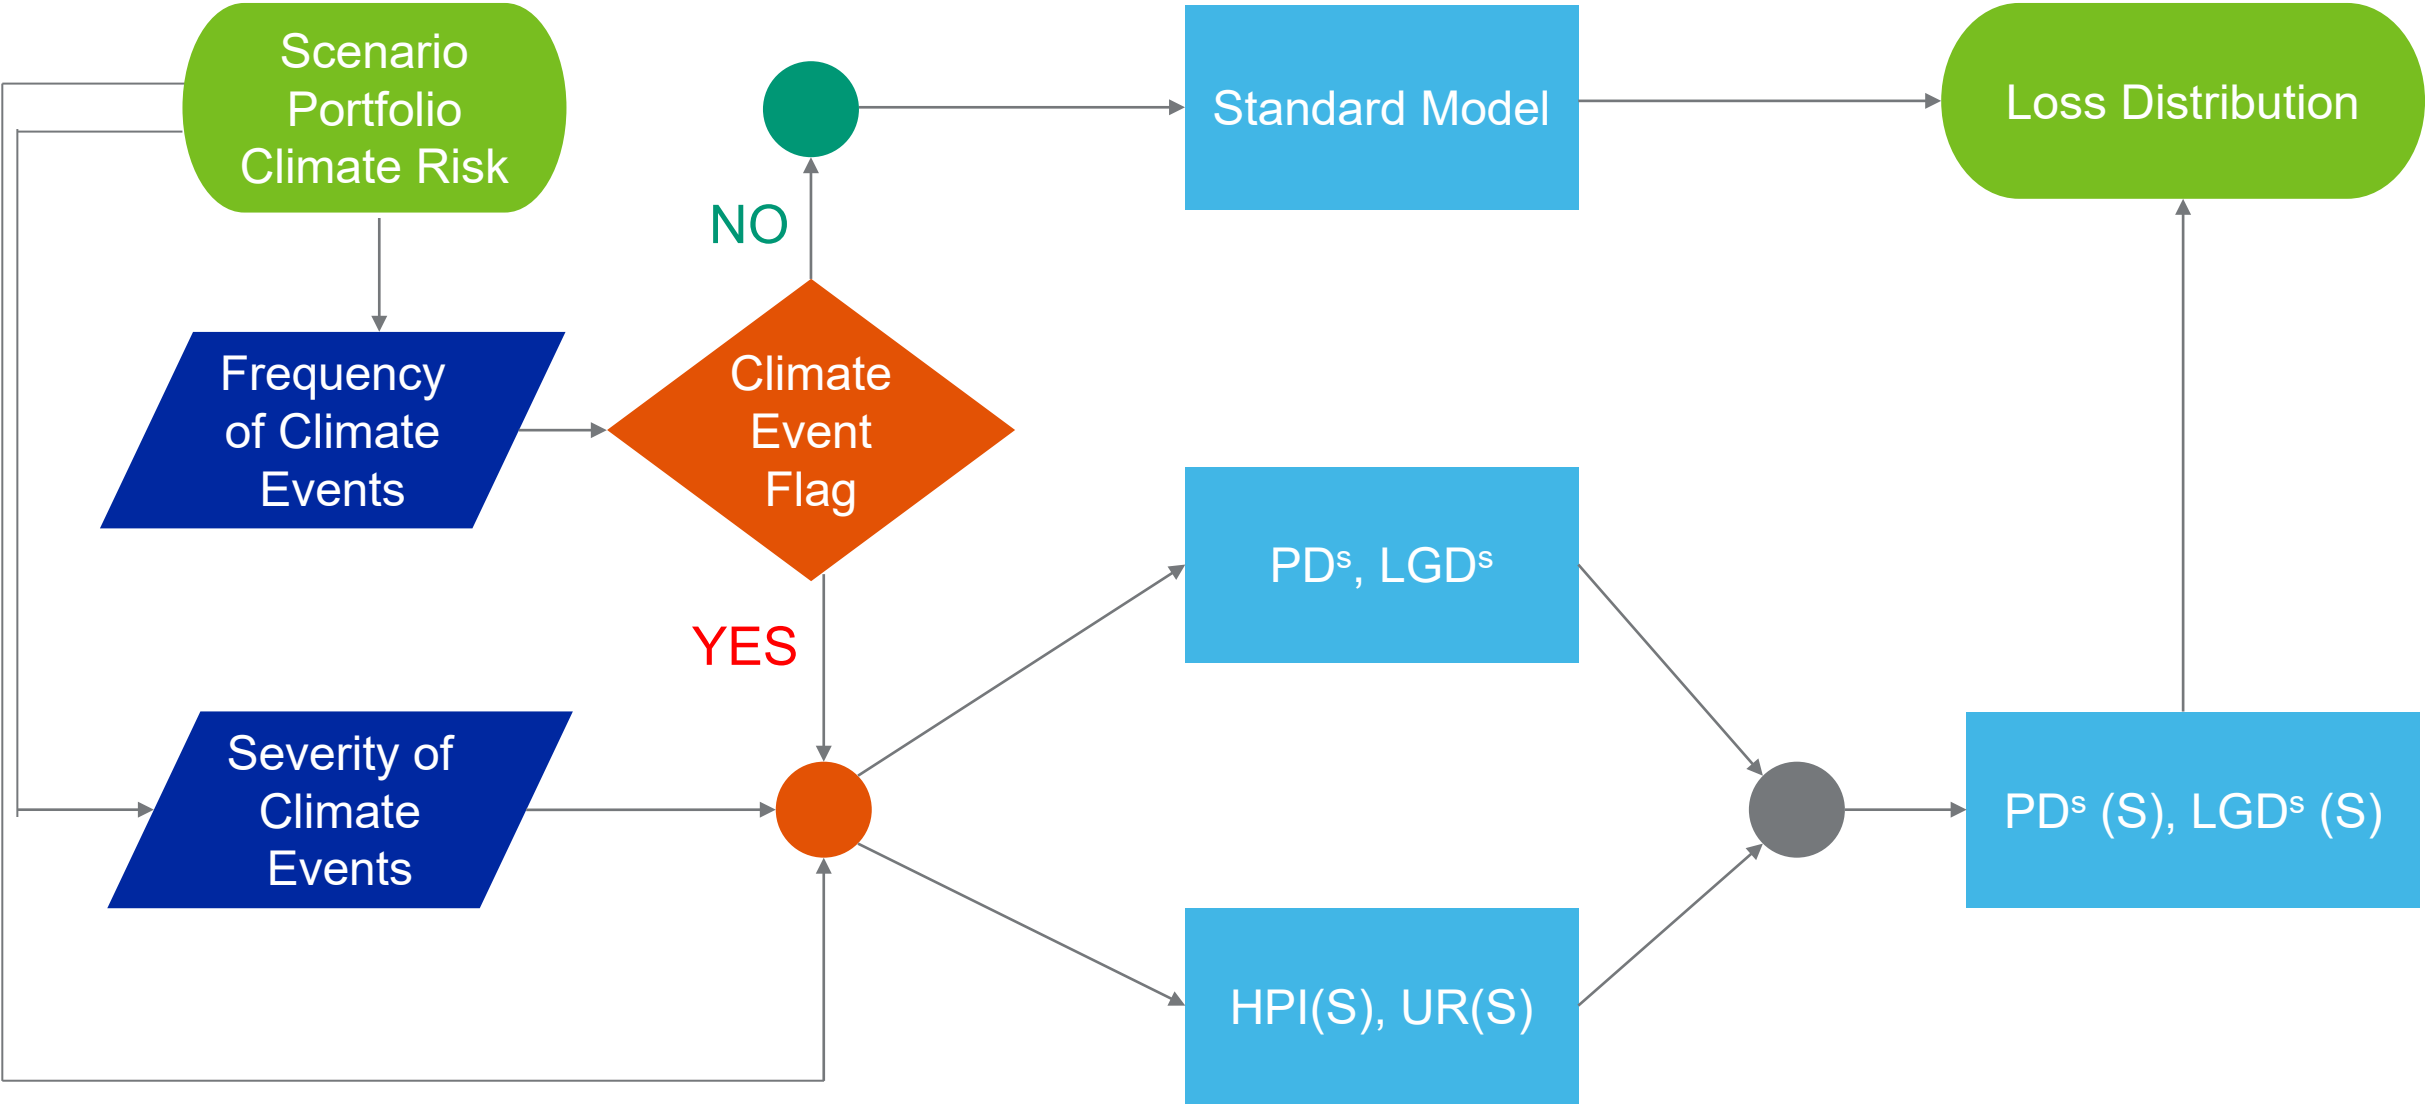 Scenario
Portfolio
Climate Risk
Standard Model
Loss Distribution
NO
Frequency
of Climate
Events
Climate
Event
Flag
PDˢ, LGDˢ
YES
Severity of
Climate
Events
PDˢ (S), LGDˢ (S)
HPI(S), UR(S)